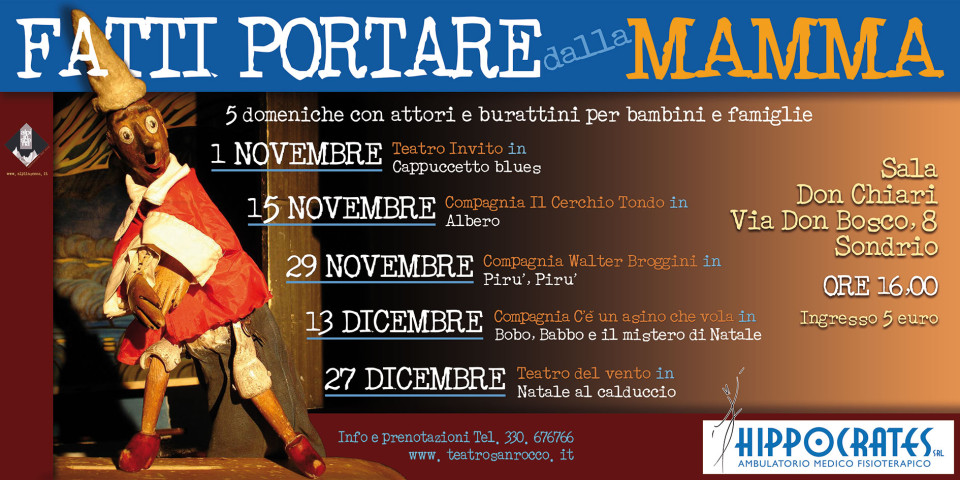 FATTI PORTARE dalla MAMMA
5 domeniche con attori e burattini per bambini e famiglie
1 NOVEMBRE
Teatro Invito in
Cappuccetto blues
15 NOVEMBRE
Compagnia Il Cerchio Tondo in
Albero
29 NOVEMBRE
Compagnia Walter Broggini in
Piru', Piru'
13 DICEMBRE
Compagnia C'é un asino che vola in
Bobo, Babbo e il mistero di Natale
27 DICEMBRE
Teatro del vento in
Natale al calduccio
Sala
Don Chiari
Via Don Bosco, 8
Sondrio
ORE 16,00
Ingresso 5 euro
Info e prenotazioni Tel. 330. 676766
www. teatrosanrocco. it
HIPPOCRATES SRL
AMBULATORIO MEDICO FISIOTERAPICO